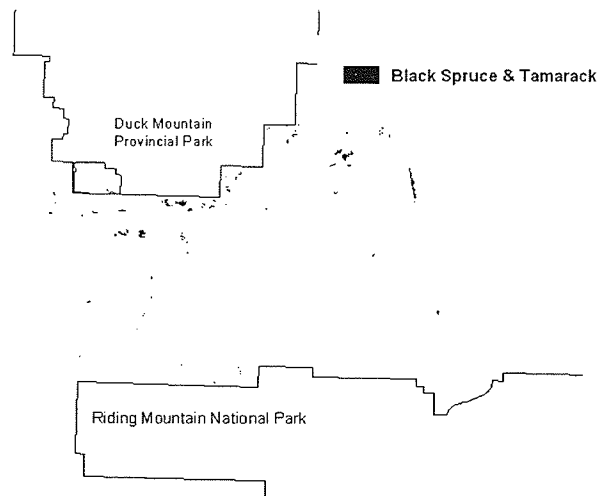 Black Spruce & Tamarack
Duck Mountain
Provincial Park
Riding Mountain National Park